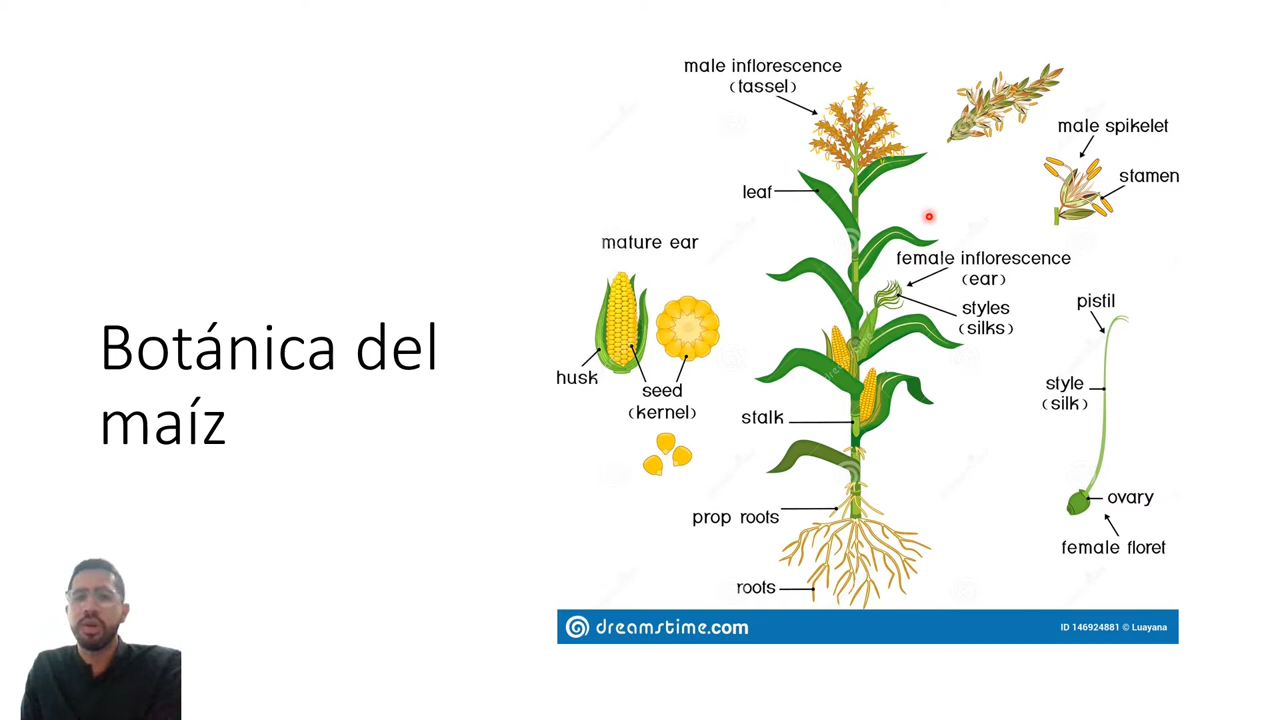 Botánica del
maíz
male inflorescence
(tassel)
male spikelet
stamen
leaf
mature ear
female inflorescence
(ear)
styles
(silks)
pistil
husk
seed
(kernel)
style
(silk)
stalk
prop roots
ovary
female floret
roots
dreamstime.com
ID 146924881 © Luayana